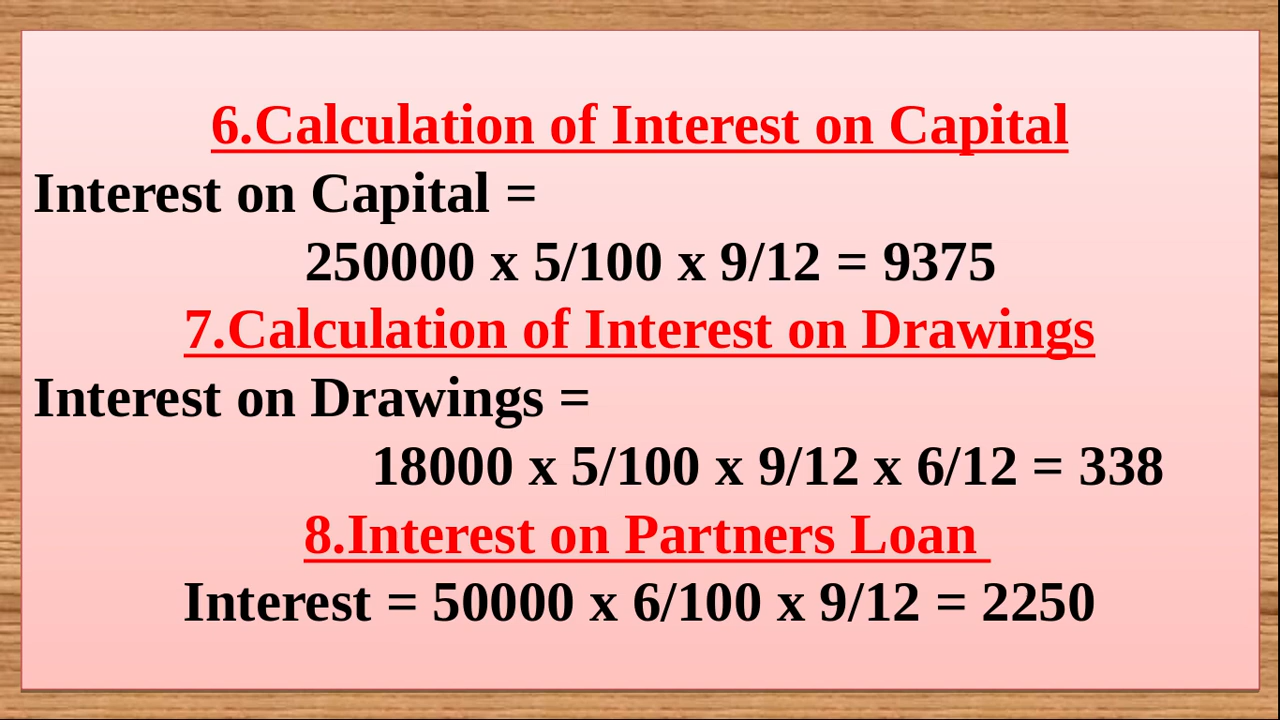 6.Calculation of Interest on Capital
Interest on Capital =
250000 x 5/100 x 9/12 = 9375
7.Calculation of Interest on Drawings
Interest on Drawings =
18000 x 5/100 x 9/12 x 6/12 = 338
8.Interest on Partners Loan
Interest = 50000 x 6/100 x 9/12 = 2250